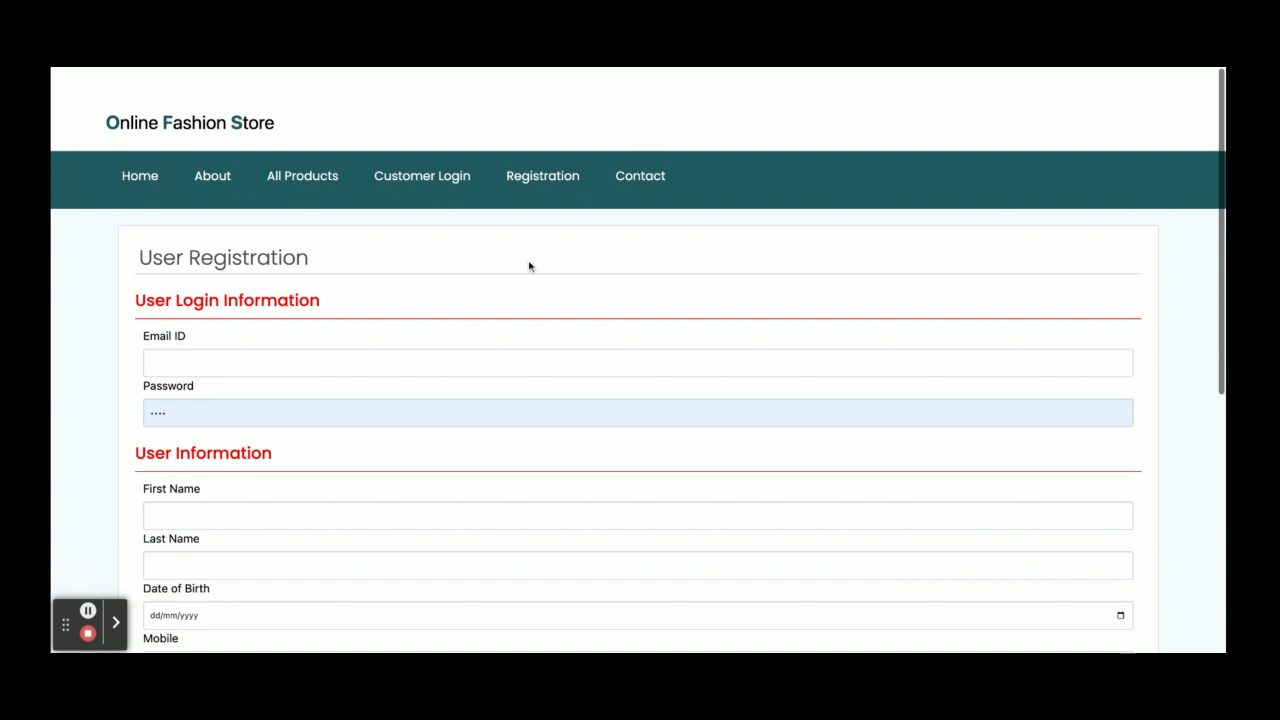 Online Fashion Store
Home About All Products Customer Login Registration Contact
User Registration
User Login Information
Email ID
Password
····
User Information
First Name
Last Name
Date of Birth
dd/mm/yyyy
Mobile